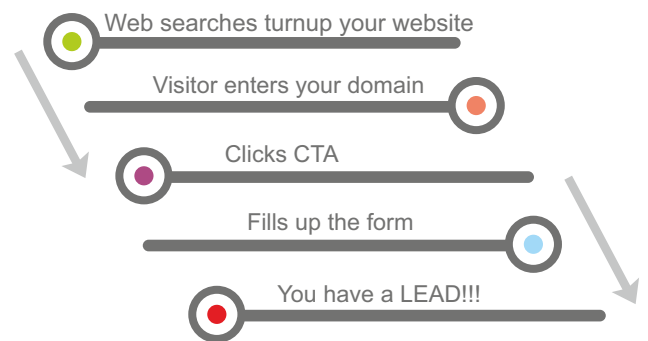 Web searches turnup your website
Visitor enters your domain
Clicks CTA
Fills up the form
You have a LEAD!!!